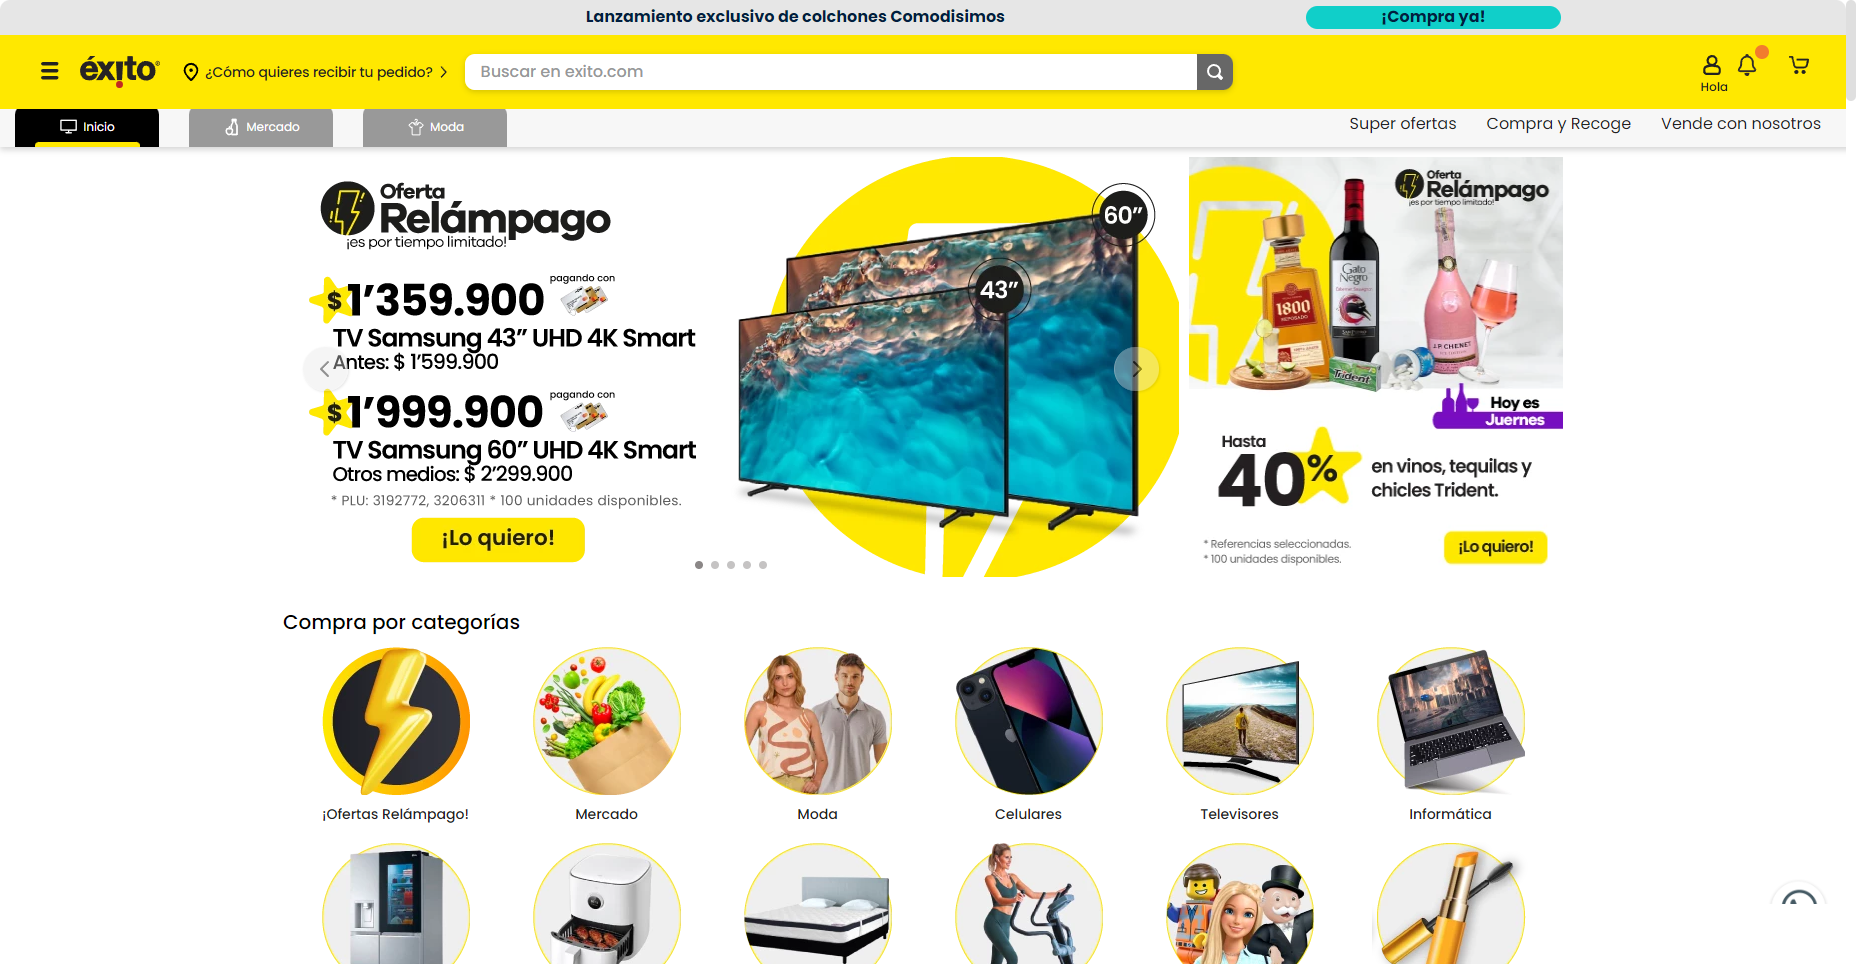 Lanzamiento exclusivo de colchones Comodisimos
¡Compra ya!
éxito
¿Cómo quieres recibir tu pedido?
Buscar en exito.com
Hola
Inicio
Mercado
Moda
Super ofertas
Compra y Recoge
Vende con nosotros
Oferta
Relámpago
¡es por tiempo limitado!
$1’359.900
pagando con
TV Samsung 43” UHD 4K Smart
Antes: $ 1’599.900
$1’999.900
pagando con
TV Samsung 60” UHD 4K Smart
Otros medios: $ 2’299.900
* PLU: 3192772, 3206311 * 100 unidades disponibles.
¡Lo quiero!
60”
43”
Oferta
Relámpago
¡es por tiempo limitado!
1800
REPOSADO
Gato
Negro
J.P. CHENET
Trident
Hoy es
Juernes
Hasta
40%
en vinos, tequilas y
chicles Trident.
* Referencias seleccionadas.
* 100 unidades disponibles.
¡Lo quiero!
Compra por categorías
¡Ofertas Relámpago!
Mercado
Moda
Celulares
Televisores
Informática